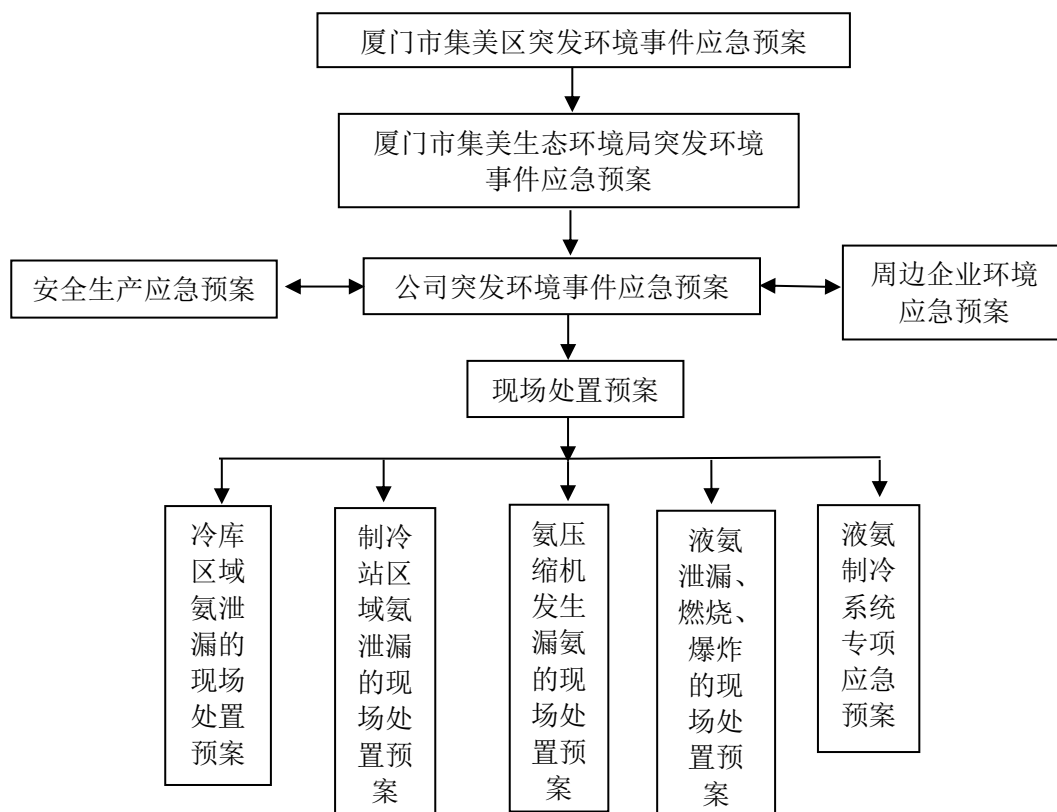 厦门市集美区突发环境事件应急预案
厦门市集美生态环境局突发环境
事件应急预案
安全生产应急预案
公司突发环境事件应急预案
周边企业环境
应急预案
现场处置预案
冷库
区域
氨泄
漏的
现场
处置
预案
制冷
站区
域氨
泄漏
的现
场处
置预
案
氨压
缩机
发生
漏氨
的现
场处
置预
案
液氨
泄漏、
燃烧、
爆炸
的现
场处
置预
案
液氨
制冷
系统
专项
应急
预案